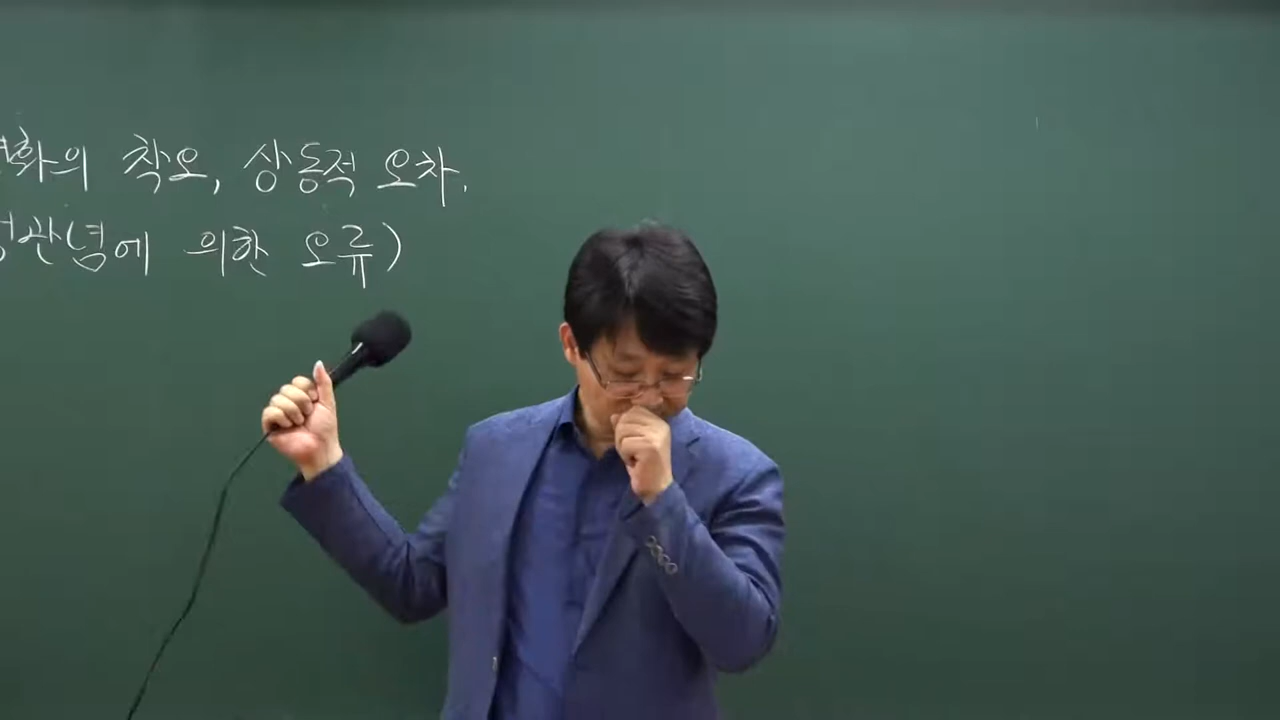 화의 착오, 상동적 오차.
관념에 의한 오류)